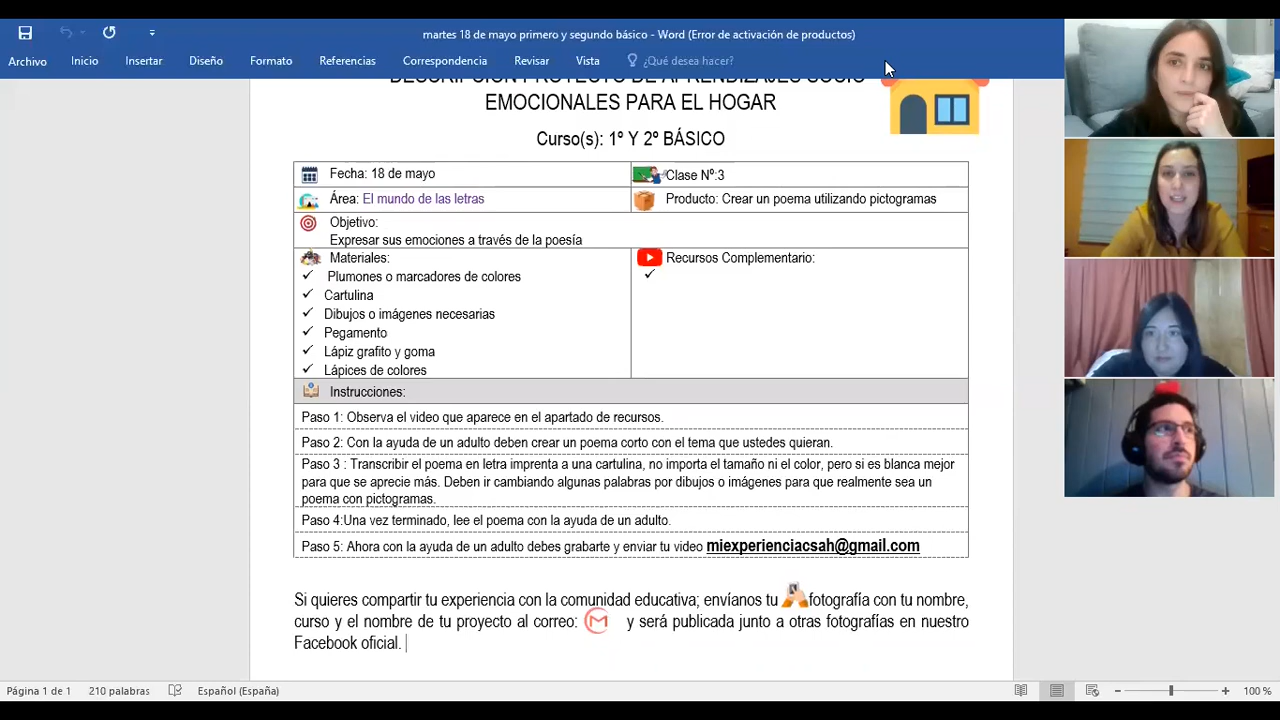 martes 18 de mayo primero y segundo básico - Word (Error de activación de productos)
Archivo Inicio Insertar Diseño Formato Referencias Correspondencia Revisar Vista ¿Qué desea hacer?
DESCRIPCIÓN PROYECTO DE APRENDIZAJES SOCIO
EMOCIONALES PARA EL HOGAR
Curso(s): 1º Y 2º BÁSICO
Fecha: 18 de mayo
Clase Nº:3
Área: El mundo de las letras
Producto: Crear un poema utilizando pictogramas
Objetivo:
Expresar sus emociones a través de la poesía
Materiales:
✓ Plumones o marcadores de colores
✓ Cartulina
✓ Dibujos o imágenes necesarias
✓ Pegamento
✓ Lápiz grafito y goma
✓ Lápices de colores
Recursos Complementario:
✓
Instrucciones:
Paso 1: Observa el video que aparece en el apartado de recursos.
Paso 2: Con la ayuda de un adulto deben crear un poema corto con el tema que ustedes quieran.
Paso 3 : Transcribir el poema en letra imprenta a una cartulina, no importa el tamaño ni el color, pero si es blanca mejor
para que se aprecie más. Deben ir cambiando algunas palabras por dibujos o imágenes para que realmente sea un
poema con pictogramas.
Paso 4:Una vez terminado, lee el poema con la ayuda de un adulto.
Paso 5: Ahora con la ayuda de un adulto debes grabarte y enviar tu video miexperienciacsah@gmail.com
Si quieres compartir tu experiencia con la comunidad educativa; envíanos tu fotografía con tu nombre,
curso y el nombre de tu proyecto al correo: y será publicada junto a otras fotografías en nuestro
Facebook oficial.
Página 1 de 1 210 palabras Español (España) 100 %